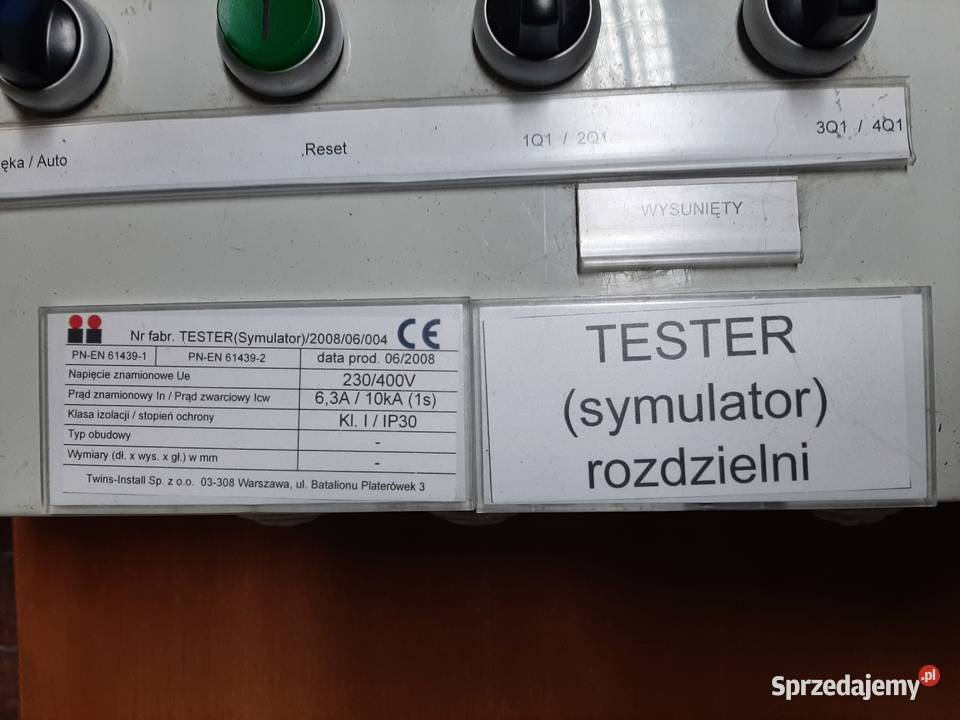 ęka / Auto
.Reset
1Q1 / 2Q1
3Q1 / 4Q1
WYSUNIĘTY
Nr fabr. TESTER(Symulator)/2008/06/004 CE
PN-EN 61439-1 PN-EN 61439-2 data prod. 06/2008
Napięcie znamionowe Ue 230/400V
Prąd znamionowy In / Prąd zwarciowy Icw 6,3A / 10kA (1s)
Klasa izolacji / stopień ochrony Kl. I / IP30
Typ obudowy -
Wymiary (dł. x wys. x gł.) w mm -
Twins-Install Sp. z o.o. 03-308 Warszawa, ul. Batalionu Platerówek 3
TESTER
(symulator)
rozdzielni
Sprzedajemy.pl